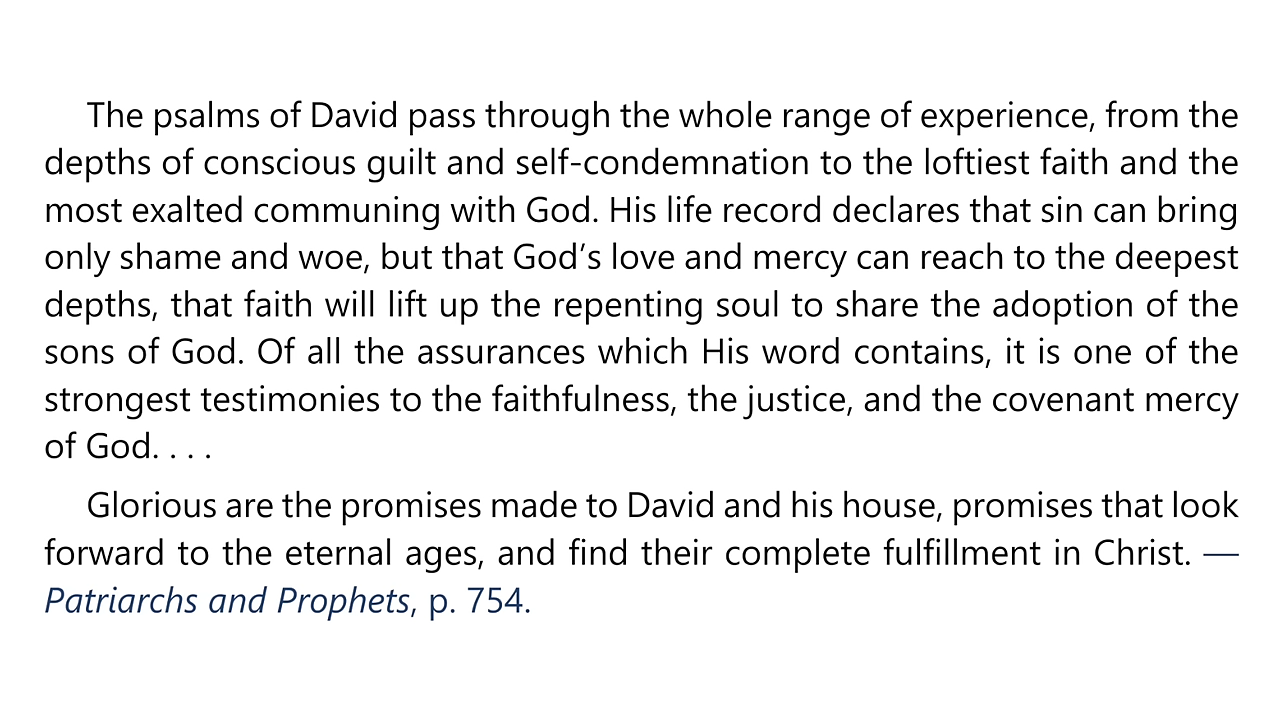 The psalms of David pass through the whole range of experience, from the
depths of conscious guilt and self-condemnation to the loftiest faith and the
most exalted communing with God. His life record declares that sin can bring
only shame and woe, but that God’s love and mercy can reach to the deepest
depths, that faith will lift up the repenting soul to share the adoption of the
sons of God. Of all the assurances which His word contains, it is one of the
strongest testimonies to the faithfulness, the justice, and the covenant mercy
of God. . . .
Glorious are the promises made to David and his house, promises that look
forward to the eternal ages, and find their complete fulfillment in Christ. —
Patriarchs and Prophets, p. 754.